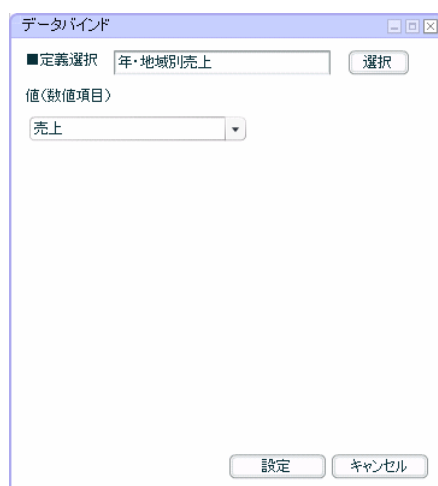 データバインド
■定義選択 年・地域別売上 選択
値(数値項目)
売上
設定 キャンセル